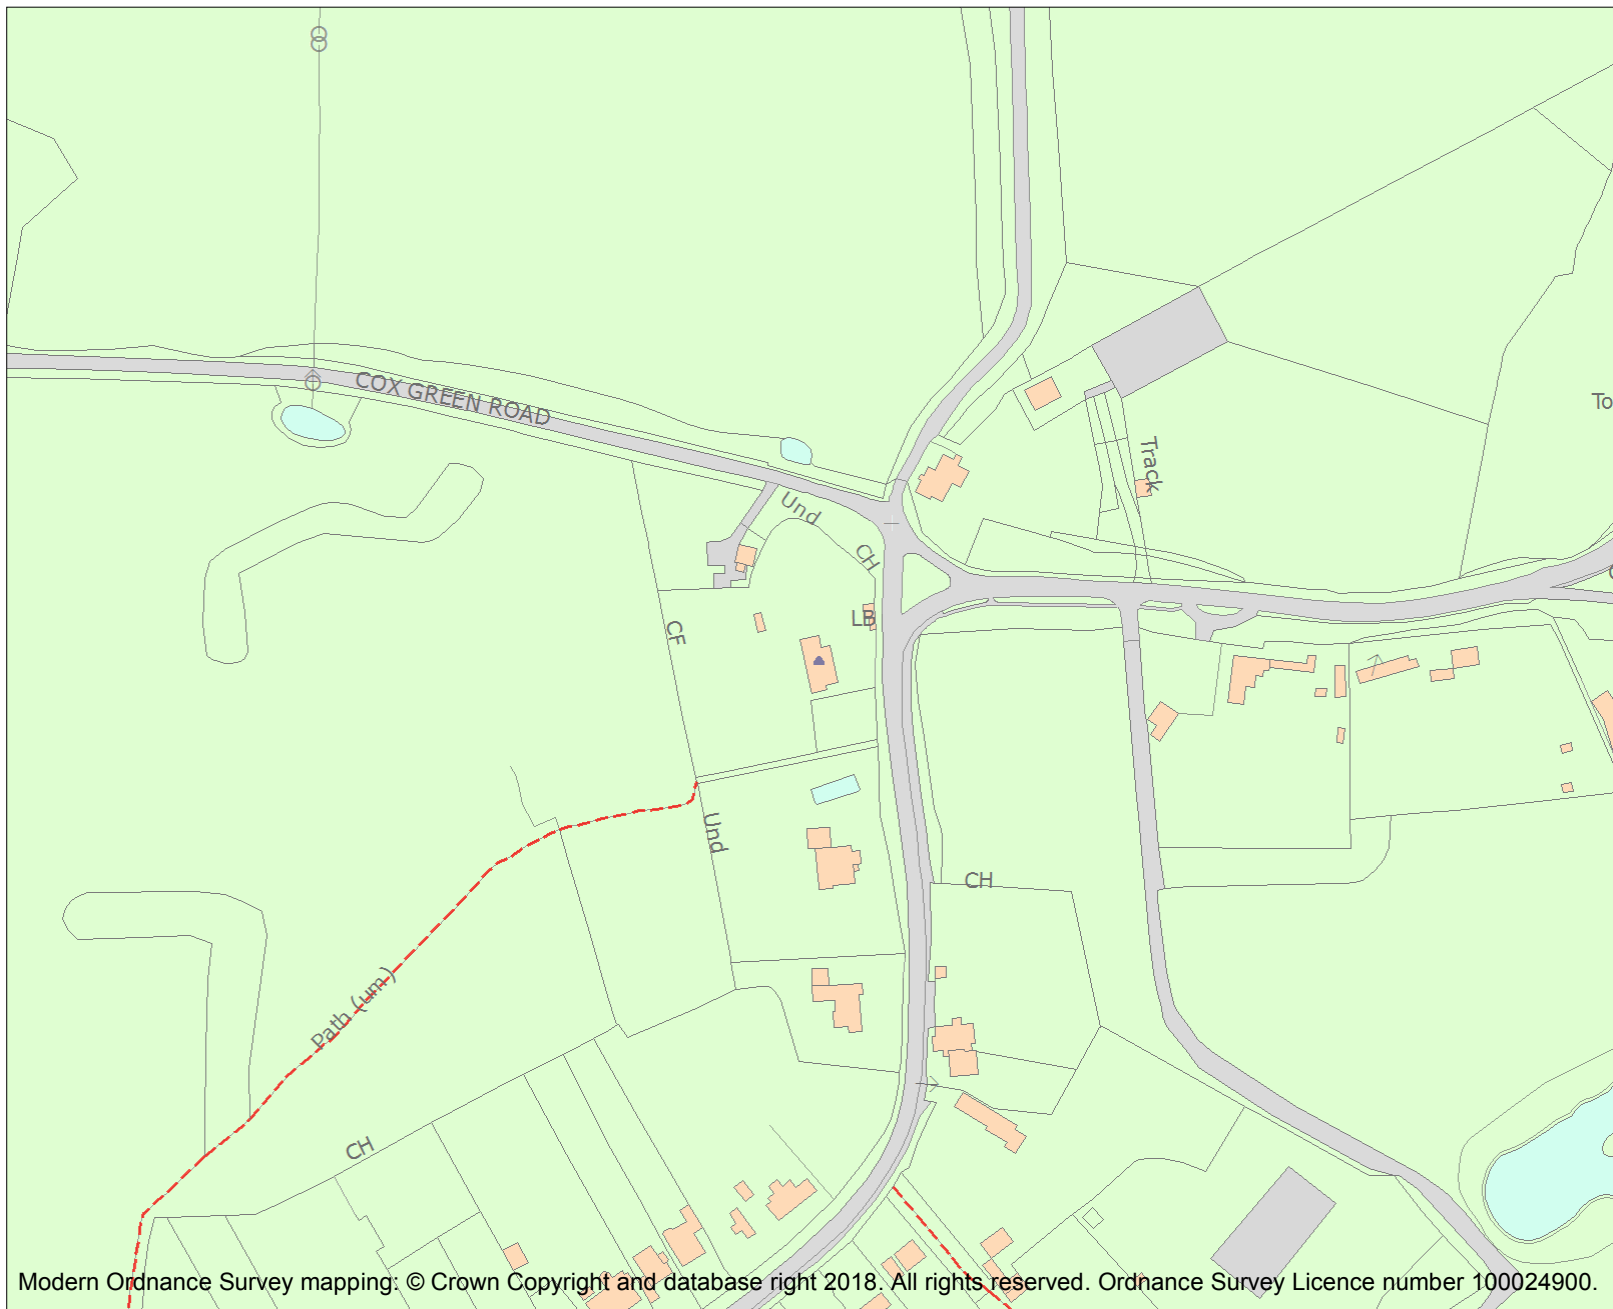 COX GREEN ROAD
To
Track
Und
CH
LB
CF
Und
CH
Path (um)
CH
Modern Ordnance Survey mapping: © Crown Copyright and database right 2018. All rights reserved. Ordnance Survey Licence number 100024900.